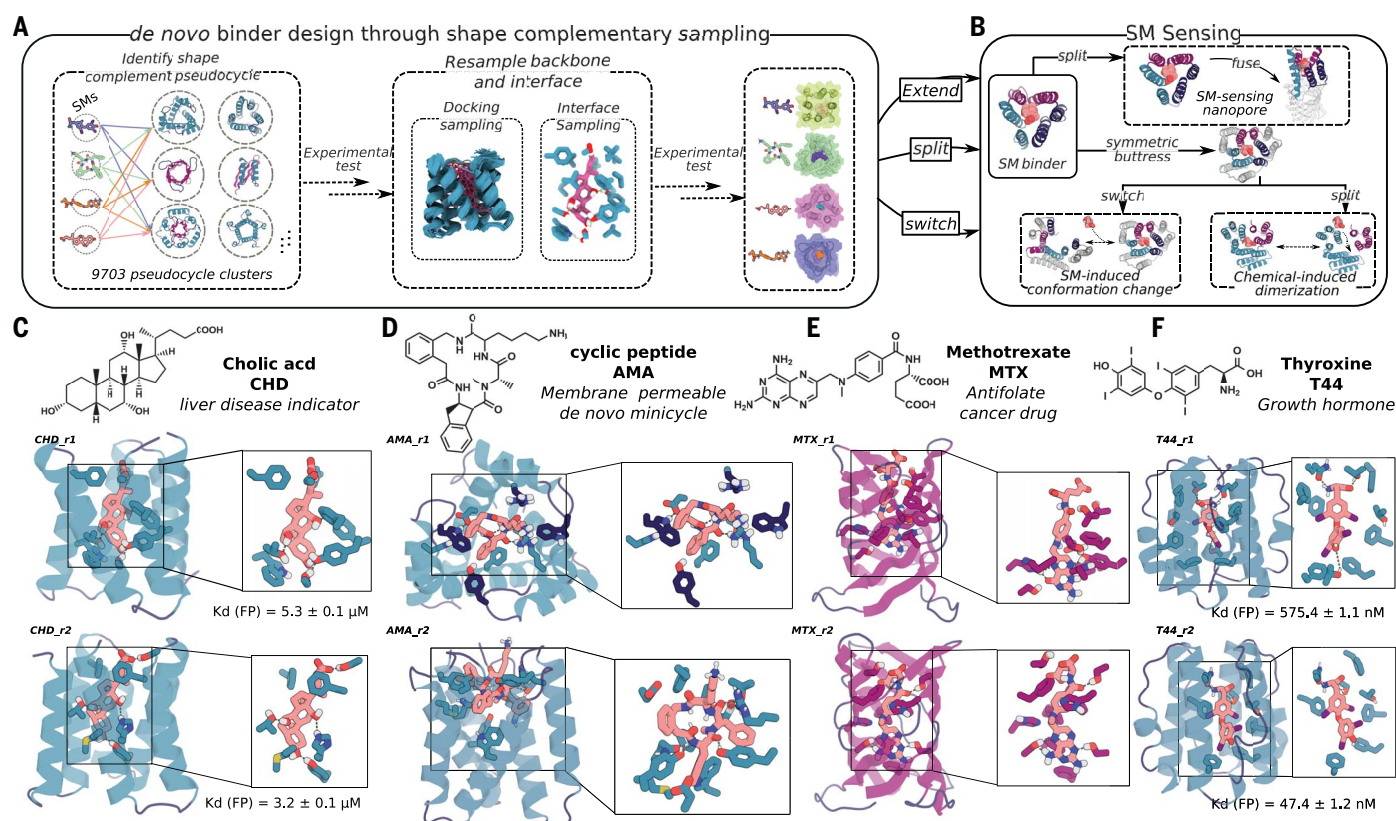 A
de novo binder design through shape complementary sampling
Identify shape
complement pseudocycle
SMs
9703 pseudocycle clusters
Experimental
test
Resample backbone
and interface
Docking
sampling
Interface
Sampling
Experimental
test
Extend
split
switch
B
SM Sensing
SM binder
split
fuse
SM-sensing
nanopore
symmetric
buttress
switch
split
SM-induced
conformation change
Chemical-induced
dimerization
C
OH
COOH
H
H
H
H
HO
OH
Cholic acd
CHD
liver disease indicator
CHD_r1
Kd (FP) = 5.3 ± 0.1 μM
CHD_r2
Kd (FP) = 3.2 ± 0.1 μM
D
O
NH
NH
O
O
HN
N
O
cyclic peptide
AMA
Membrane permeable
de novo minicycle
AMA_r1
AMA_r2
E
NH2
N
N
H2N
N
N
N
O
HN
COOH
COOH
Methotrexate
MTX
Antifolate
cancer drug
MTX_r1
MTX_r2
F
I
HO
I
O
I
I
O
OH
NH2
Thyroxine
T44
Growth hormone
T44_r1
Kd (FP) = 575.4 ± 1.1 nM
T44_r2
Kd (FP) = 47.4 ± 1.2 nM